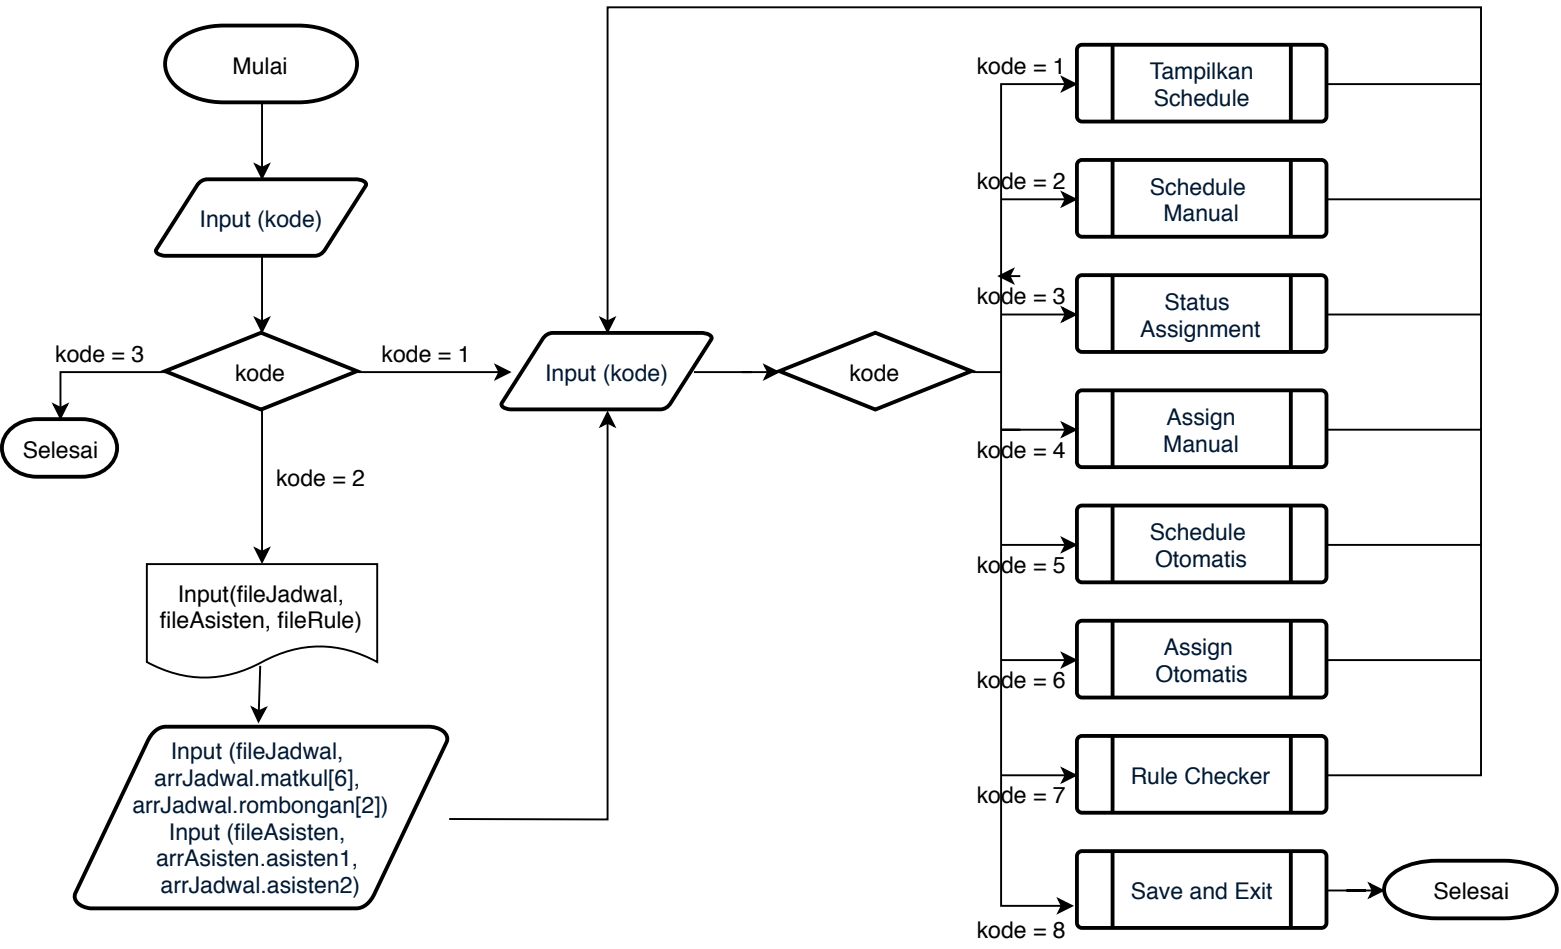 Mulai
Input (kode)
kode
kode = 3
Selesai
kode = 1
kode = 2
Input(fileJadwal,
fileAsisten, fileRule)
Input (fileJadwal,
arrJadwal.matkul[6],
arrJadwal.rombongan[2])
Input (fileAsisten,
arrAsisten.asisten1,
arrJadwal.asisten2)
Input (kode)
kode
kode = 1
Tampilkan
Schedule
kode = 2
Schedule
Manual
kode = 3
Status
Assignment
kode = 4
Assign
Manual
kode = 5
Schedule
Otomatis
kode = 6
Assign
Otomatis
kode = 7
Rule Checker
kode = 8
Save and Exit
Selesai